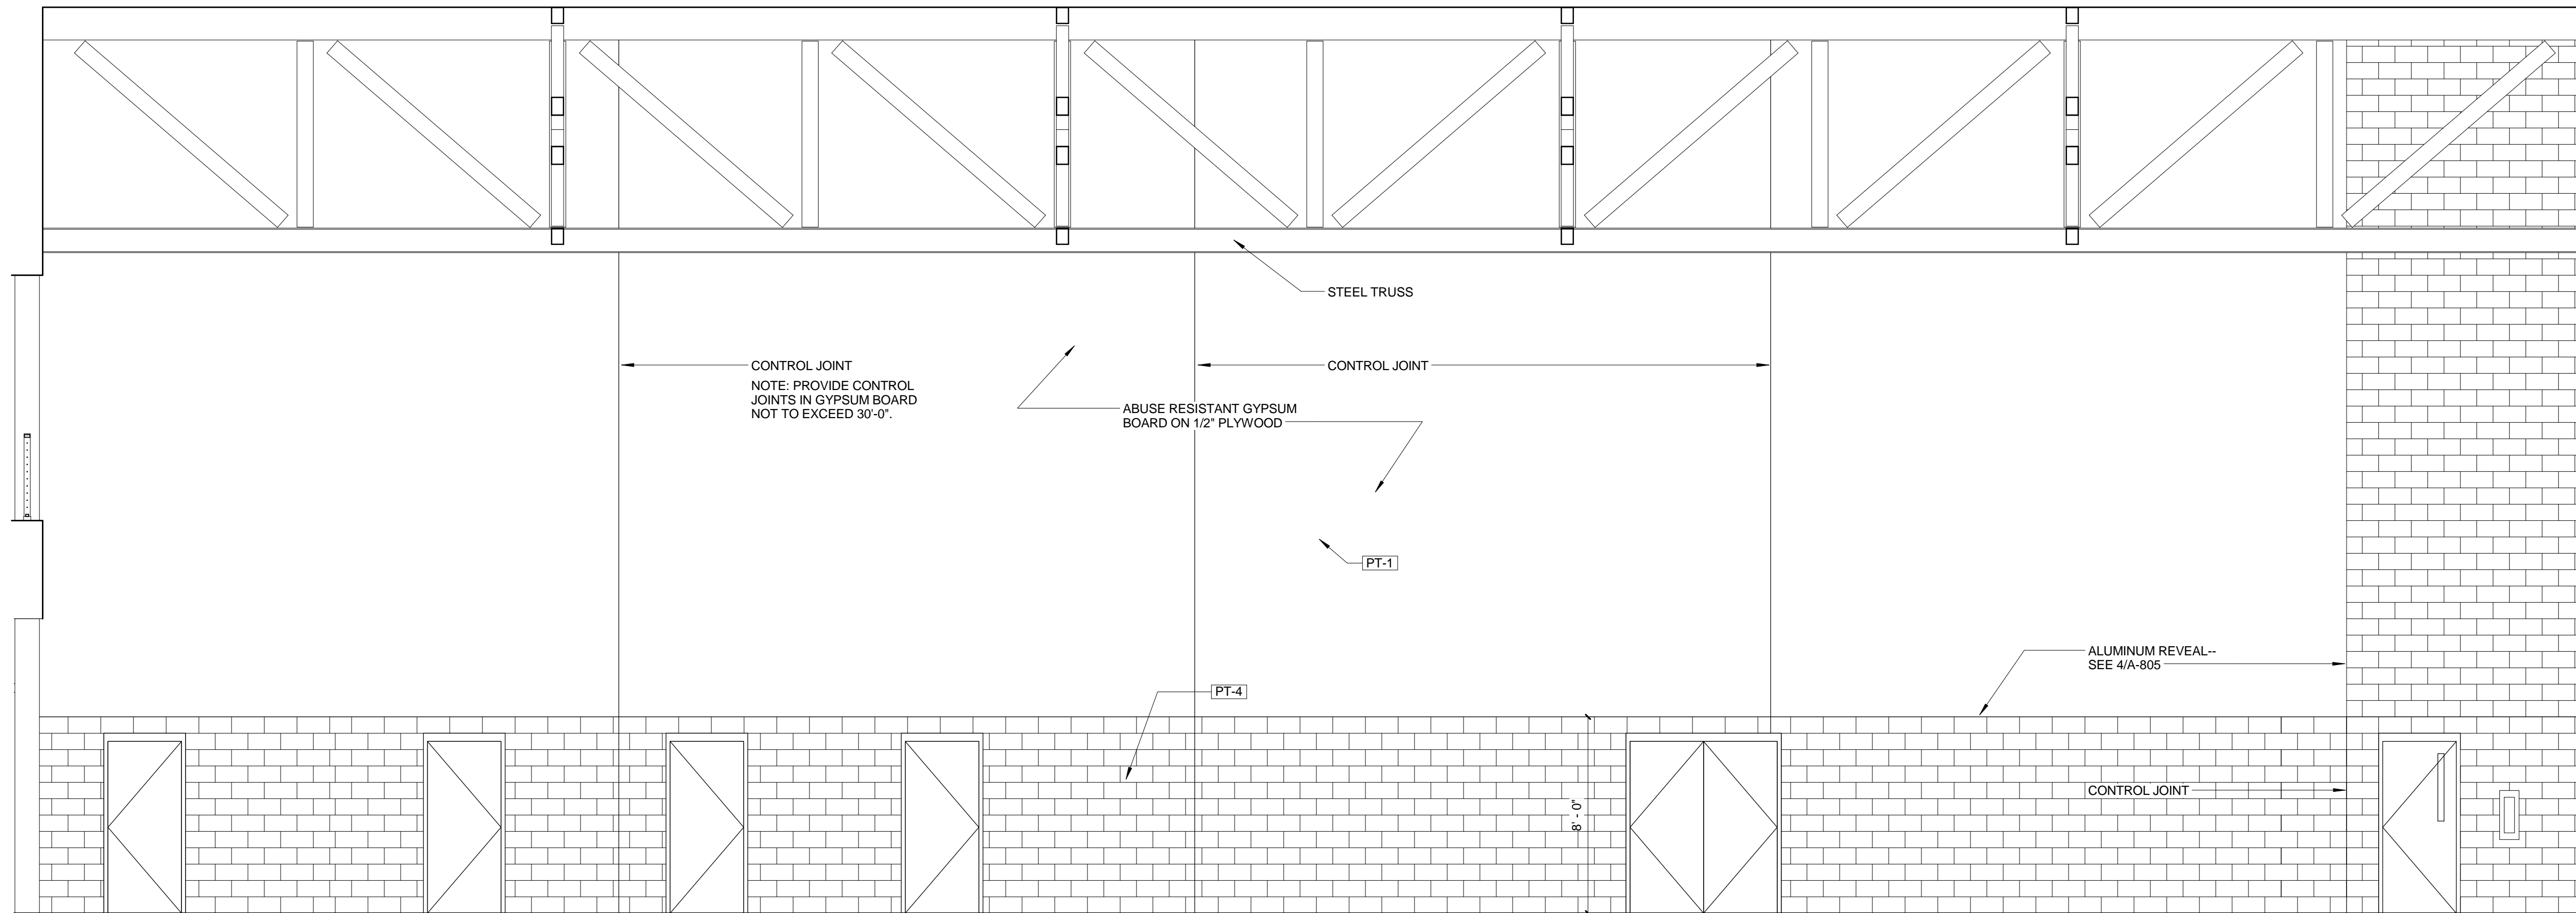 STEEL TRUSS
CONTROL JOINT
NOTE: PROVIDE CONTROL
JOINTS IN GYPSUM BOARD
NOT TO EXCEED 30'-0".
CONTROL JOINT
ABUSE RESISTANT GYPSUM
BOARD ON 1/2" PLYWOOD
PT-1
ALUMINUM REVEAL--
SEE 4/A-805
PT-4
CONTROL JOINT
8' - 0"